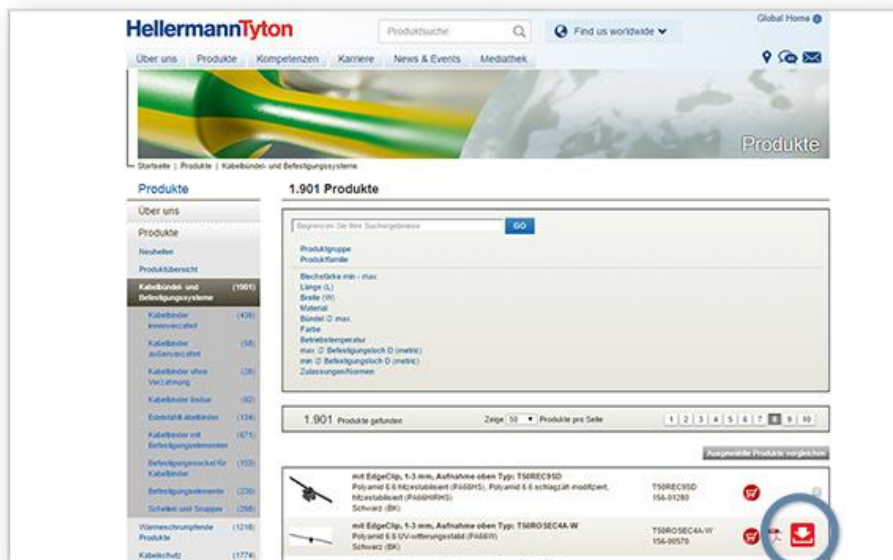 HellermannTyton
Produktsuche
Find us worldwide
Global Home
Über uns
Produkte
Kompetenzen
Karriere
News & Events
Mediathek
Produkte
Startseite | Produkte | Kabelbündel- und Befestigungssysteme
Produkte
Über uns
Produkte
Neuheiten
Produktübersicht
Kabelbündel- und (1901)
Befestigungssysteme
Kabelbinder (436)
innenverzahnt
Kabelbinder (58)
außenverzahnt
Kabelbinder ohne (28)
Verzahnung
Kabelbinder lösbar (82)
Edelstahl-Kabelbinder (134)
Kabelbinder mit (671)
Befestigungselementen
Befestigungssockel für (153)
Kabelbinder
Befestigungselemente (230)
Schellen und Snapper (298)
Wärmeschrumpfende (1218)
Produkte
Kabelschutz (1774)
1.901 Produkte
Begrenzen Sie Ihre Suchergebnisse GO
Produktgruppe
Produktfamilie
Blechstärke min - max
Länge (L)
Breite (W)
Material
Bündel Ø max.
Farbe
Betriebstemperatur
max Ø Befestigungsloch D (metric)
min Ø Befestigungsloch D (metric)
Zulassungen/Normen
1.901 Produkte gefunden Zeige 50 Produkte pro Seite 1 2 3 4 5 6 7 8 9 10
Ausgewählte Produkte vergleichen
mit EdgeClip, 1-3 mm, Aufnahme oben Typ: T50REC95D
Polyamid 6.6 hitzestabilisiert (PA66HS), Polyamid 6.6 schlagzäh modifiziert,
hitzestabilisiert (PA66HIRHS)
Schwarz (BK)
T50REC95D
156-01280
mit EdgeClip, 1-3 mm, Aufnahme oben Typ: T50ROSEC4A-W
Polyamid 6.6 UV-witterungsstabil (PA66W)
Schwarz (BK)
T50ROSEC4A-W
156-00570